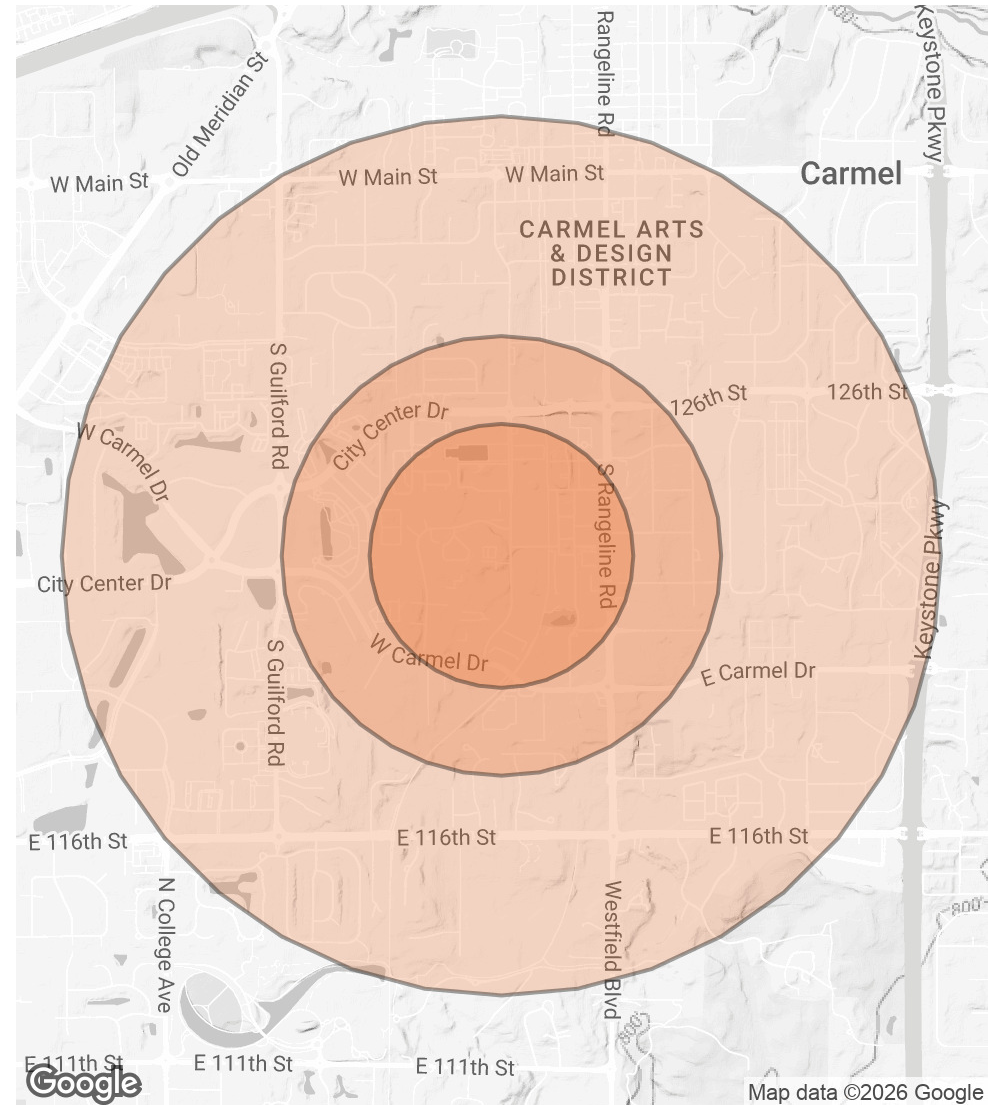 Keystone Pkwy
Rangeline Rd
Old Meridian St
W Main St
W Main St
W Main St
Carmel
CARMEL ARTS
& DESIGN
DISTRICT
S Guilford Rd
126th St
126th St
City Center Dr
W Carmel Dr
S Rangeline Rd
Keystone Pkwy
City Center Dr
S Guilford Rd
W Carmel Dr
E Carmel Dr
E 116th St
E 116th St
E 116th St
N College Ave
Westfield Blvd
800'
800'
E 111th St
E 111th St
E 111th St
Google
Map data ©2026 Google